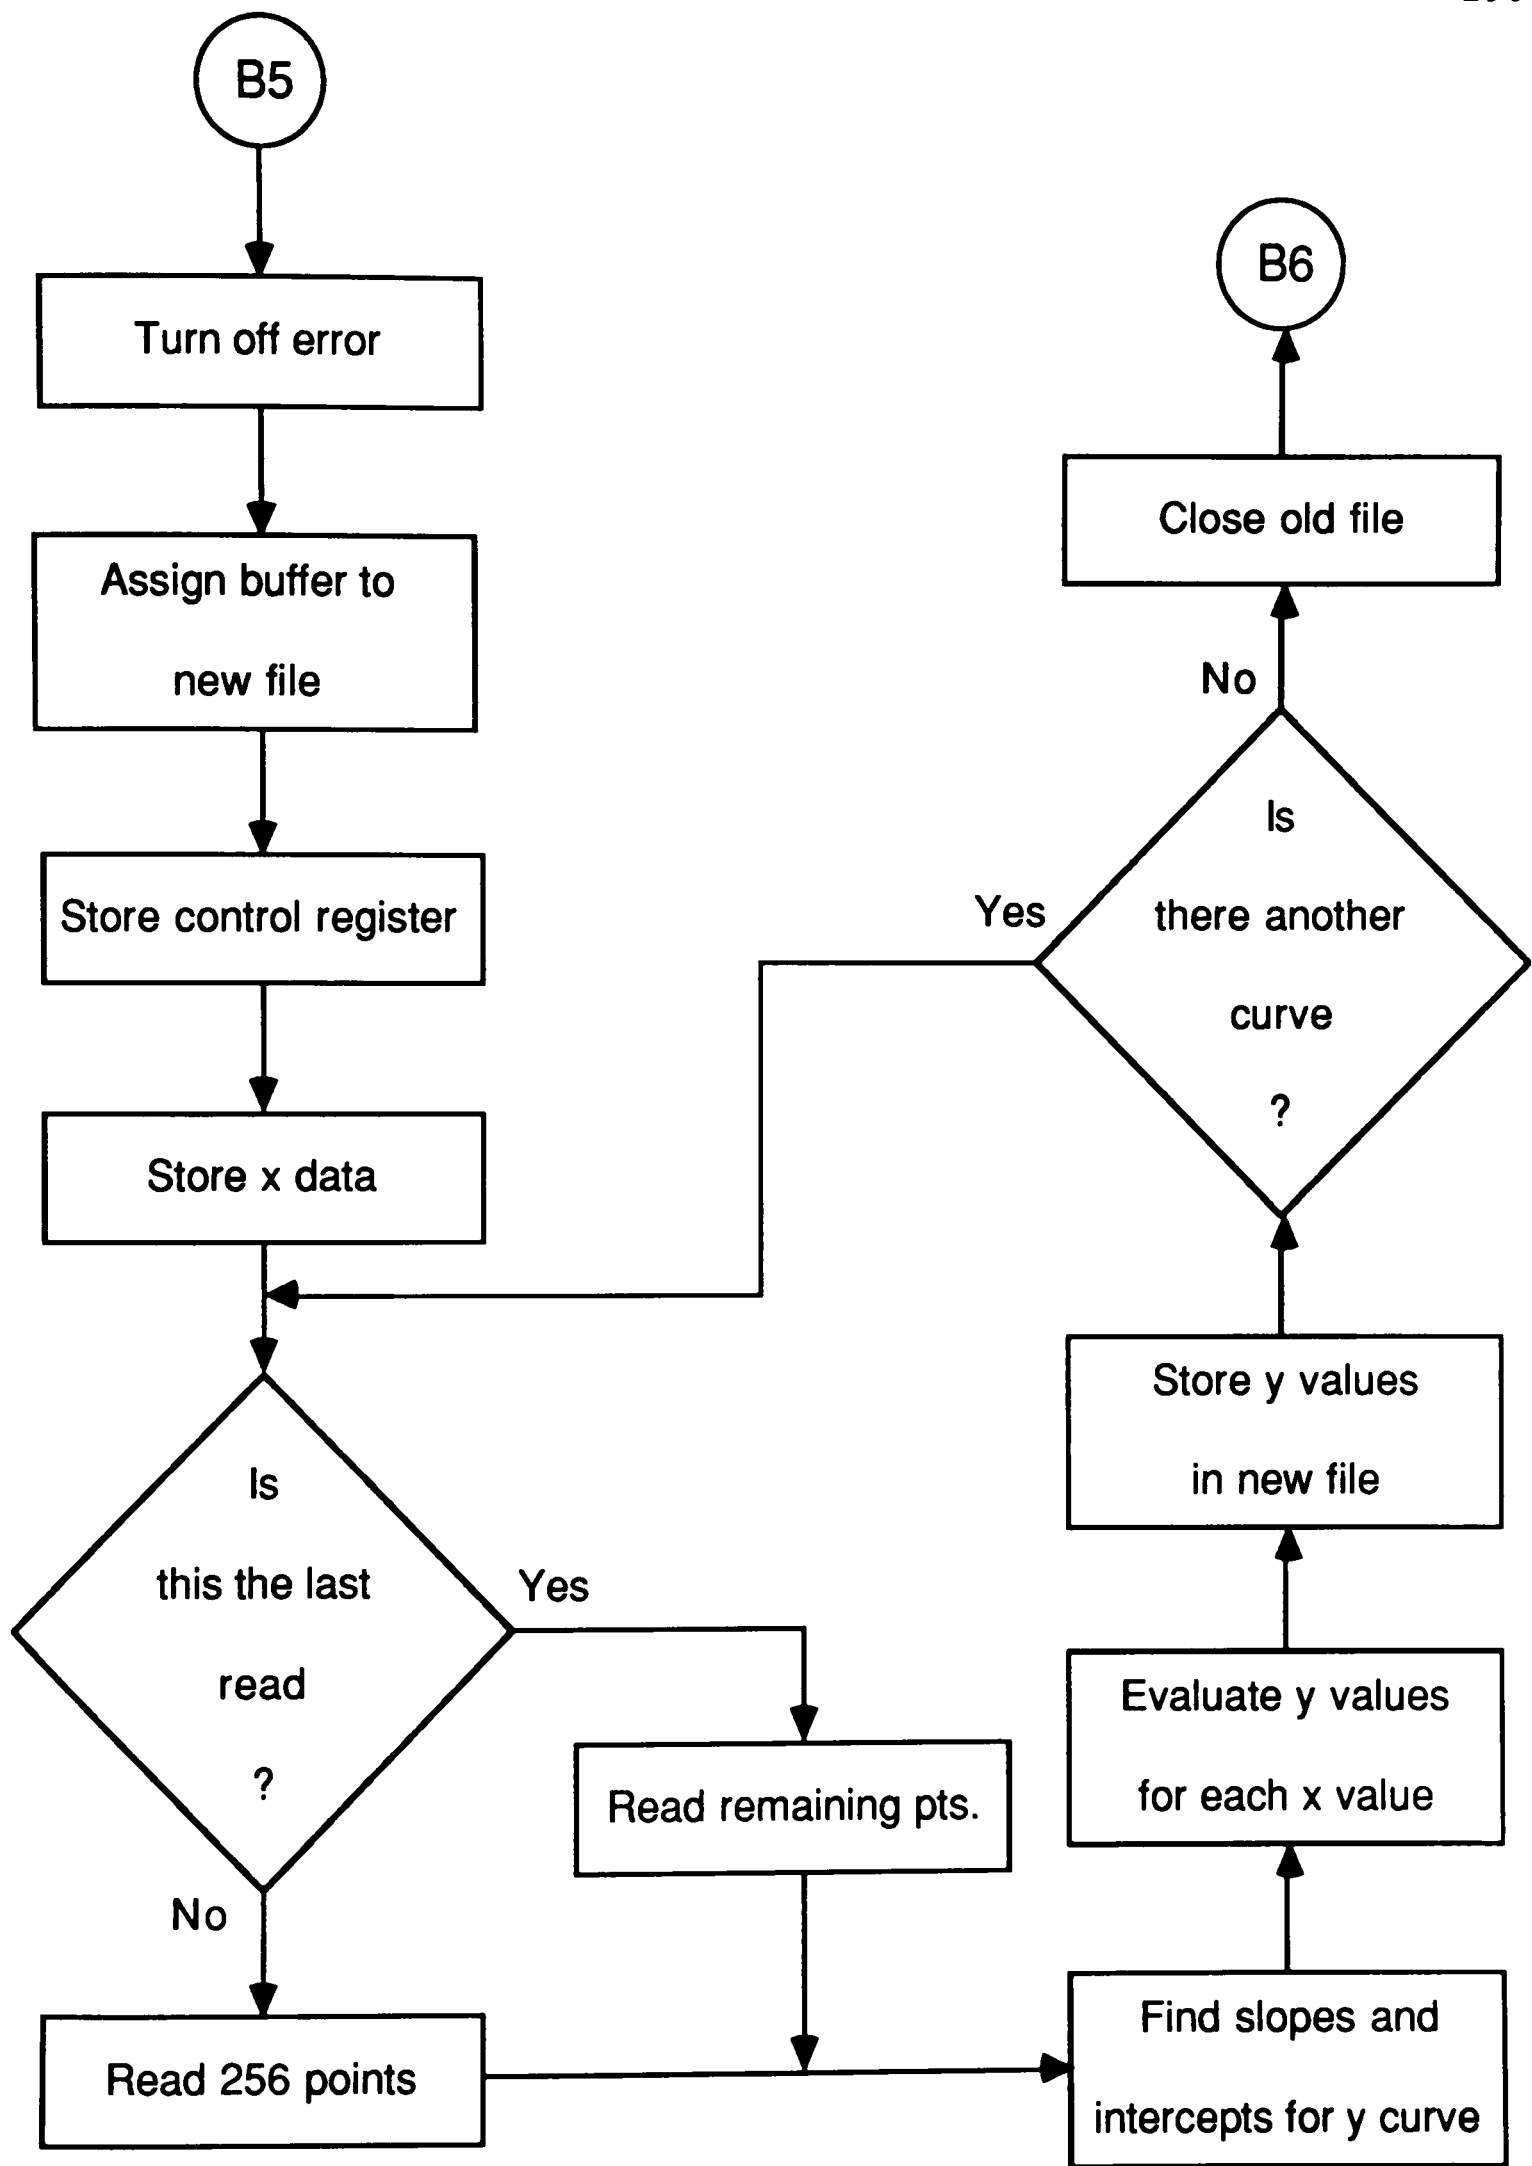 B5
Turn off error
Assign buffer to
new file
Store control register
Store x data
Is
this the last
read
?
Yes
No
Read 256 points
Read remaining pts.
Find slopes and
intercepts for y curve
Evaluate y values
for each x value
Store y values
in new file
Is
there another
curve
?
Yes
No
Close old file
B6